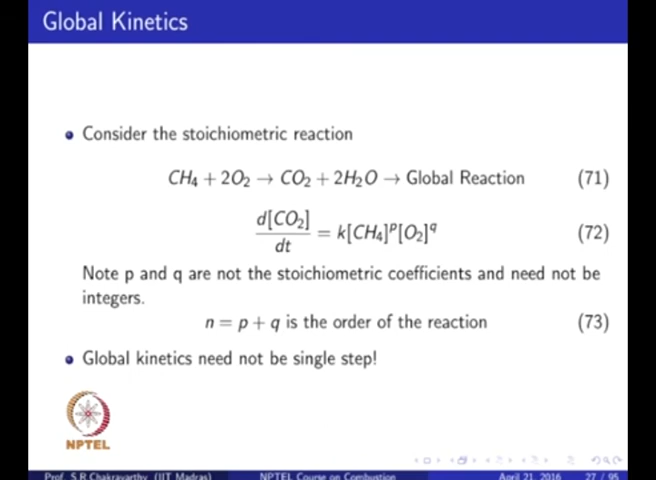 Global Kinetics
Consider the stoichiometric reaction
CH₄ + 2O₂ → CO₂ + 2H₂O → Global Reaction (71)
d[CO₂]/dt = k[CH₄]ᵖ[O₂]^q (72)
Note p and q are not the stoichiometric coefficients and need not be
integers.
n = p + q is the order of the reaction (73)
Global kinetics need not be single step!
NPTEL
Prof. S.R.Chakravarthy (IIT Madras) NPTEL Course on Combustion April 21, 2016 27 / 95